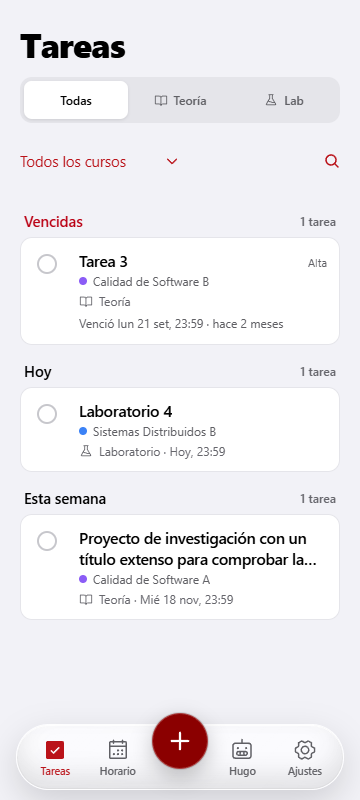 Tareas
Todas
Teoría
Lab
Todos los cursos
Vencidas
1 tarea
Tarea 3
Alta
Calidad de Software B
Teoría
Venció lun 21 set, 23:59 · hace 2 meses
Hoy
1 tarea
Laboratorio 4
Sistemas Distribuidos B
Laboratorio · Hoy, 23:59
Esta semana
1 tarea
Proyecto de investigación con un
título extenso para comprobar la...
Calidad de Software A
Teoría · Mié 18 nov, 23:59
Tareas
Horario
Hugo
Ajustes